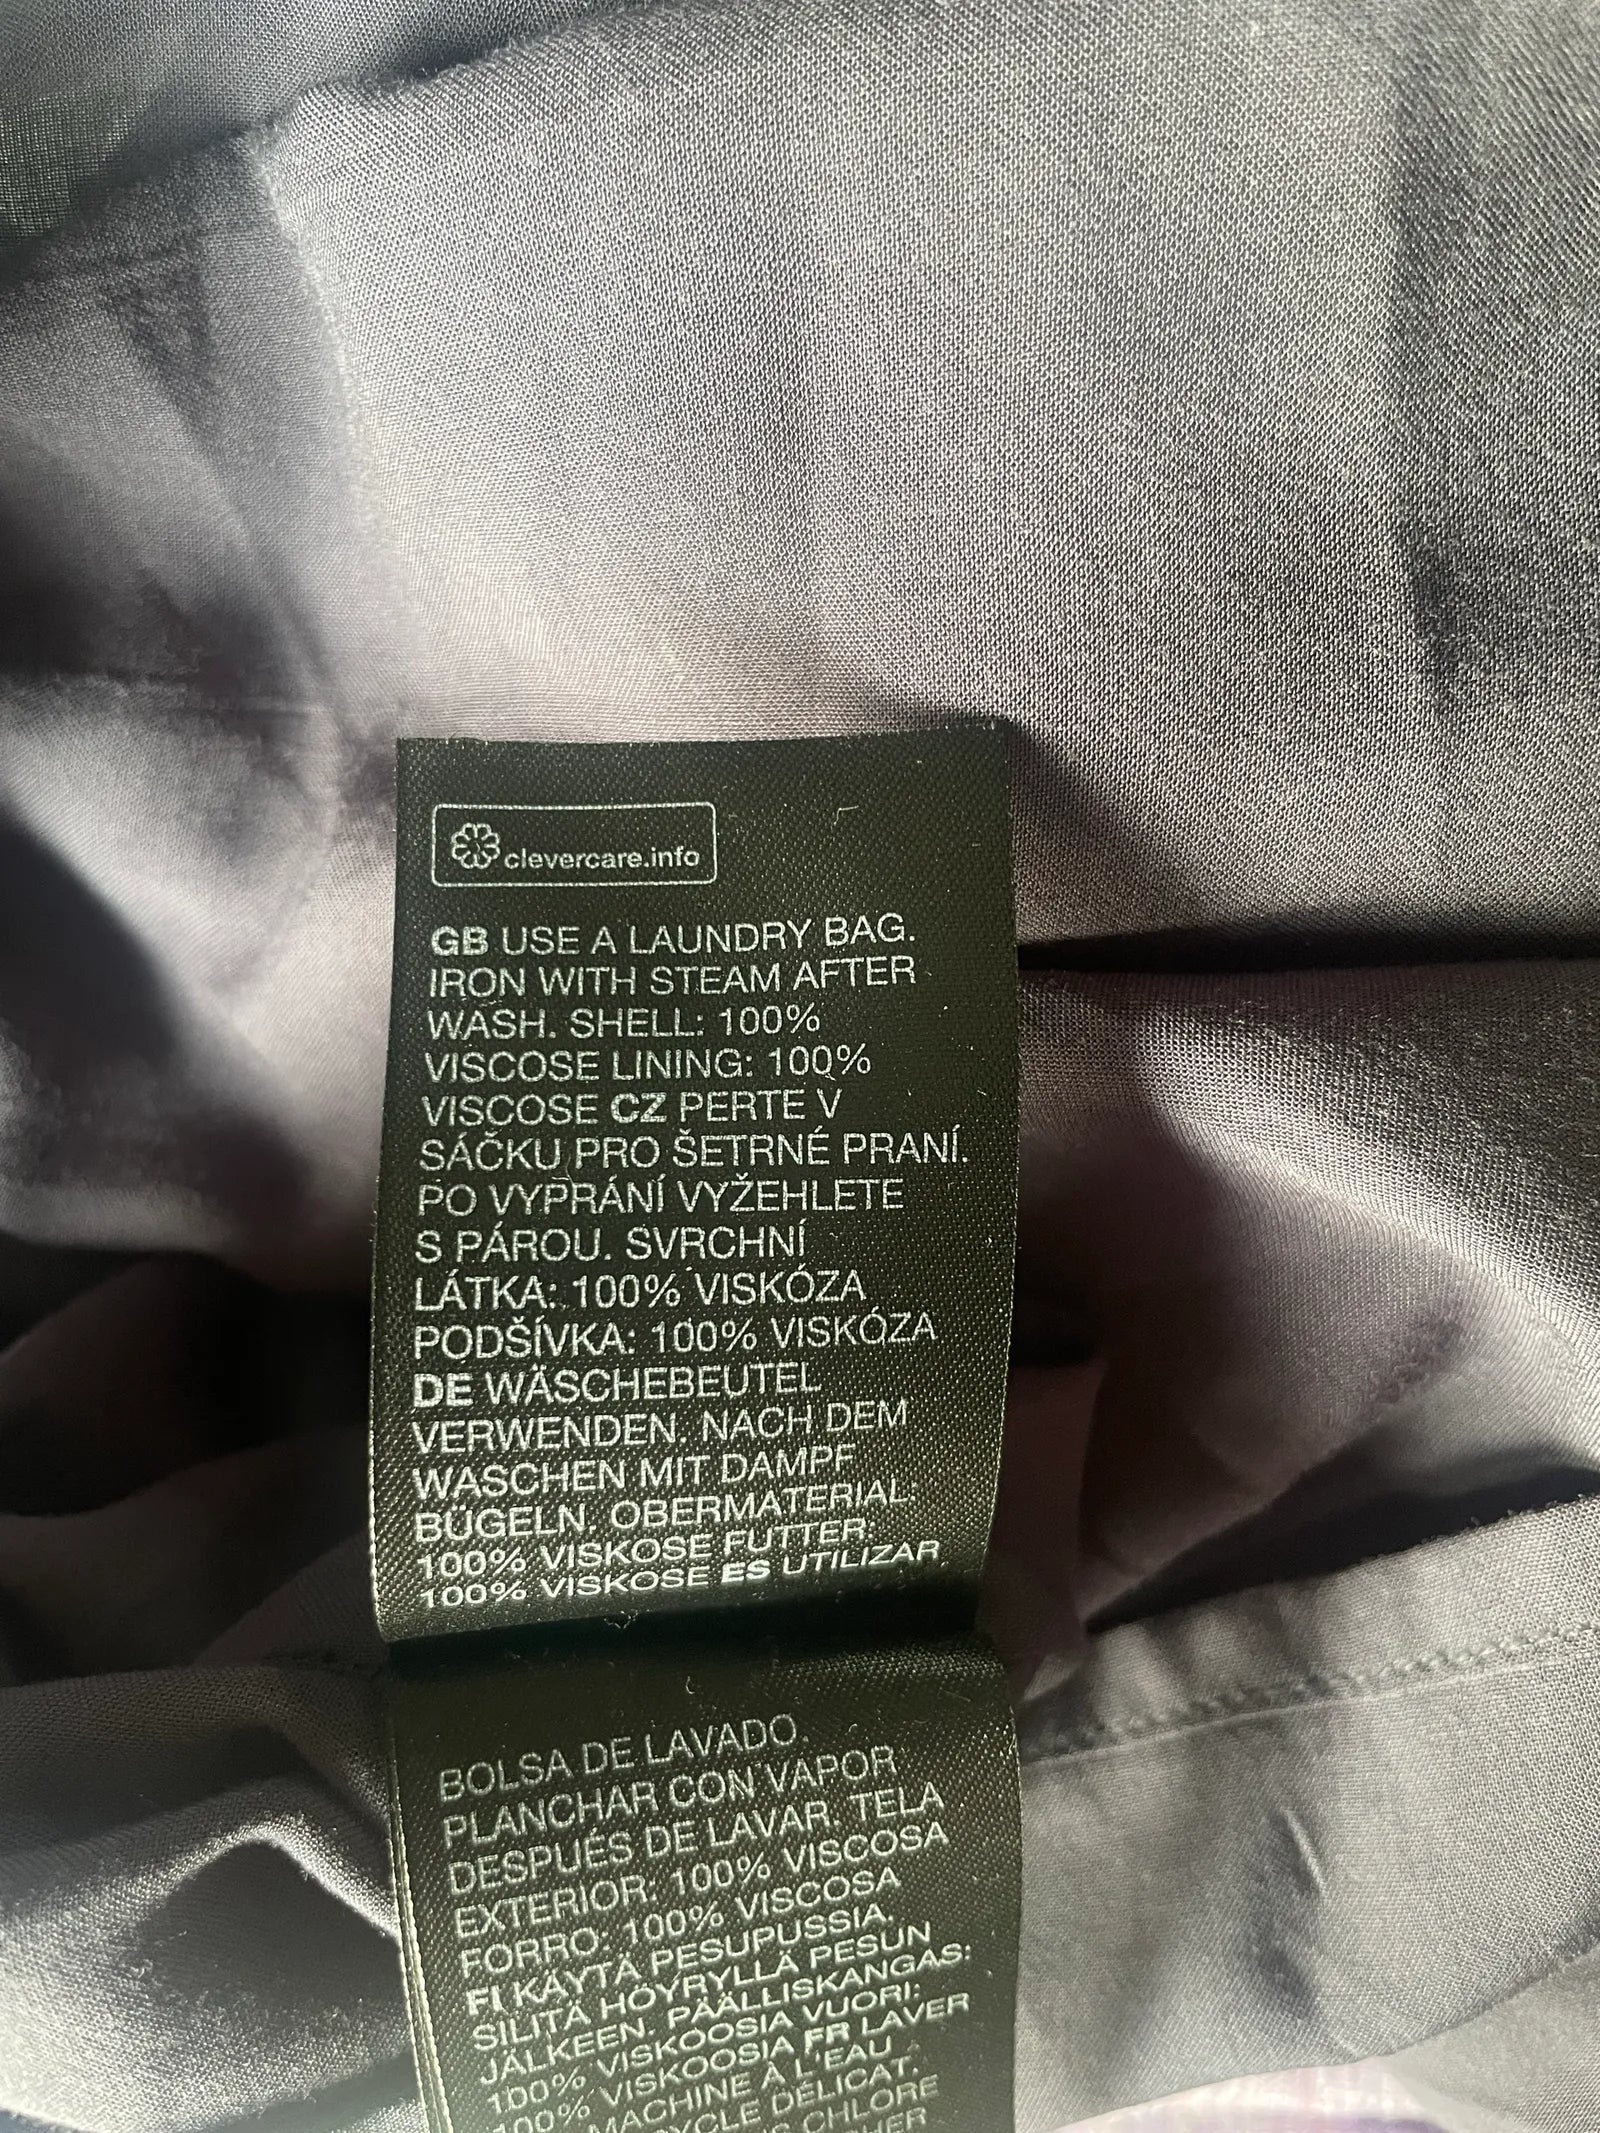 clevercare.info
GB USE A LAUNDRY BAG.
IRON WITH STEAM AFTER
WASH. SHELL: 100%
VISCOSE LINING: 100%
VISCOSE CZ PERTE V
SÁČKU PRO ŠETRNÉ PRANÍ.
PO VYPRÁNÍ VYŽEHLETE
S PÁROU. SVRCHNÍ
LÁTKA: 100% VISKÓZA
PODŠÍVKA: 100% VISKÓZA
DE WÄSCHEBEUTEL
VERWENDEN. NACH DEM
WASCHEN MIT DAMPF
BÜGELN. OBERMATERIAL:
100% VISKOSE FUTTER:
100% VISKOSE ES UTILIZAR
BOLSA DE LAVADO.
PLANCHAR CON VAPOR
DESPUÉS DE LAVAR. TELA
EXTERIOR: 100% VISCOSA
FORRO: 100% VISCOSA
FI KÄYTÄ PESUPUSSIA.
SILITÄ HÖYRYLLÄ PESUN
JÄLKEEN. PÄÄLLISKANGAS:
100% VISKOOSIA VUORI:
100% VISKOOSIA FR LAVER
MACHINE À L'EAU
CYCLE DÉLICAT.
CHLORE